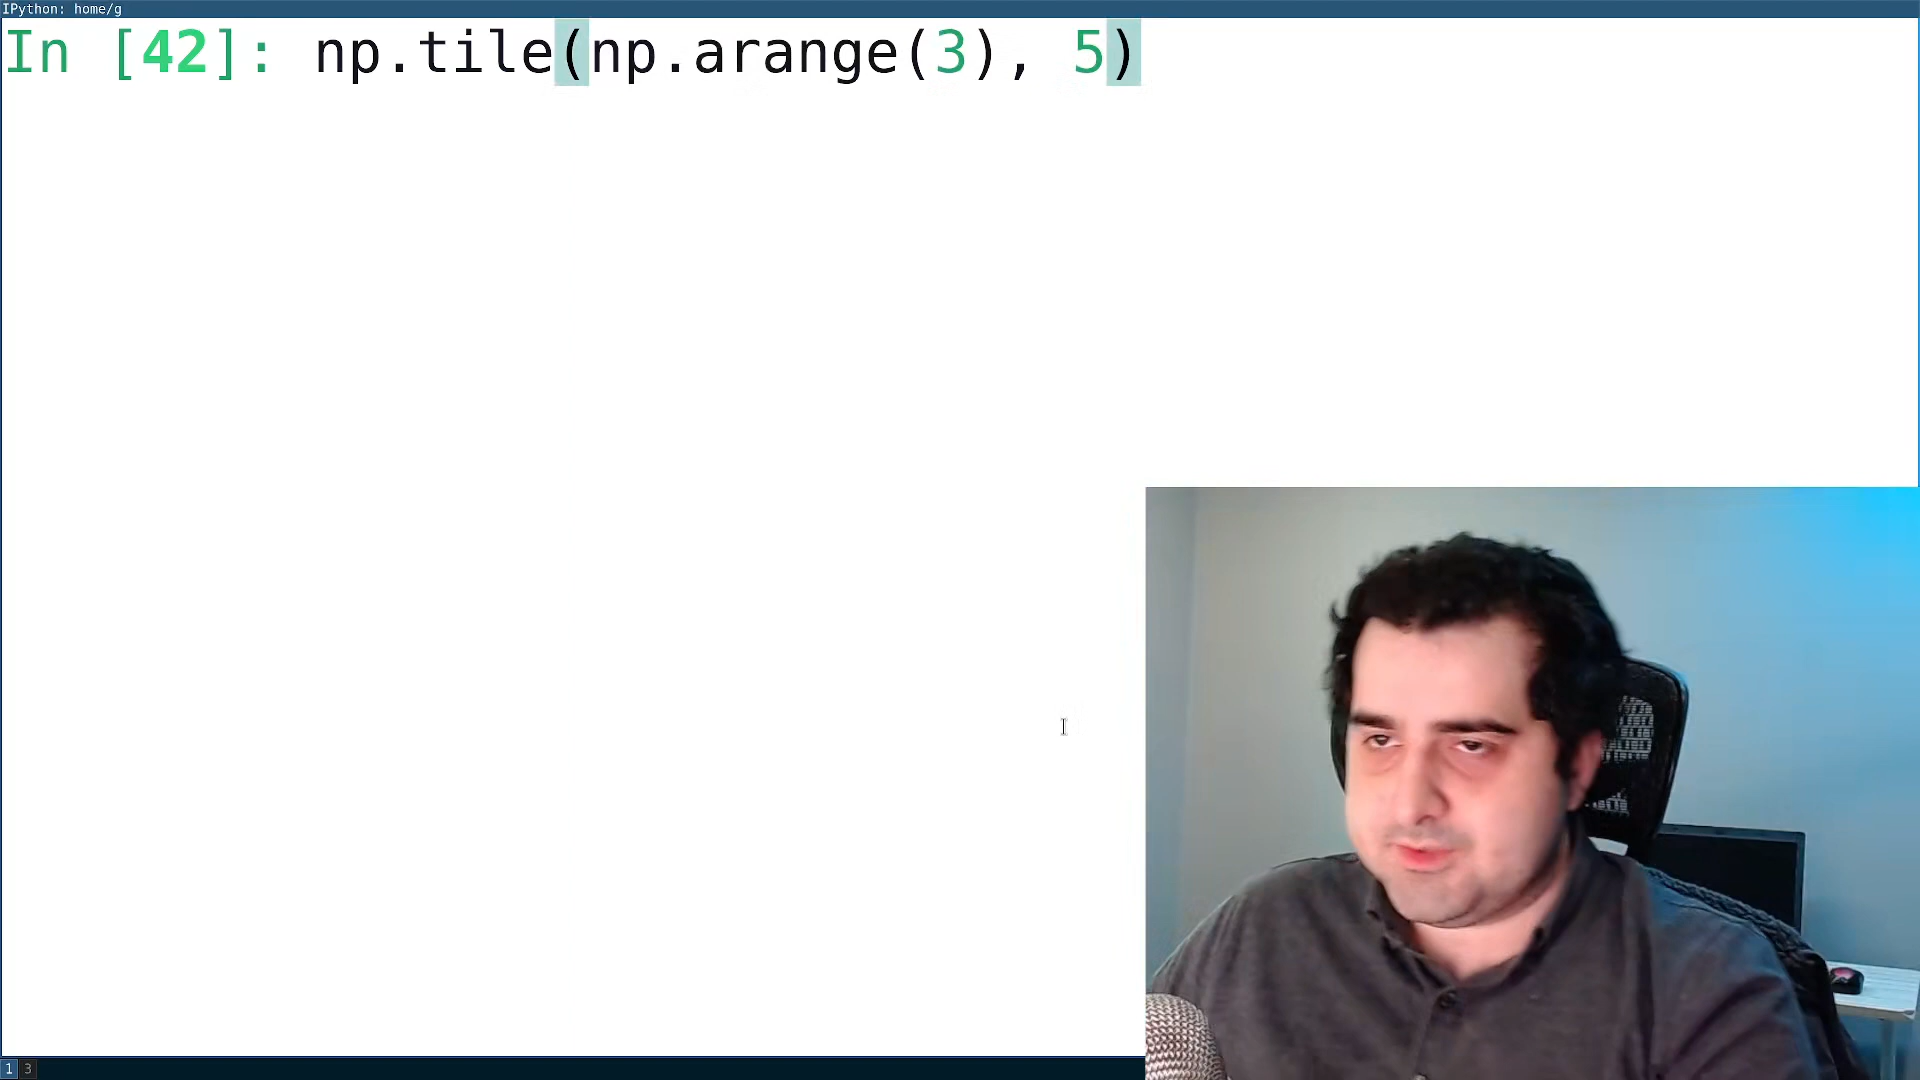 IPython: home/g
In [42]: np.tile(np.arange(3), 5)
1 3